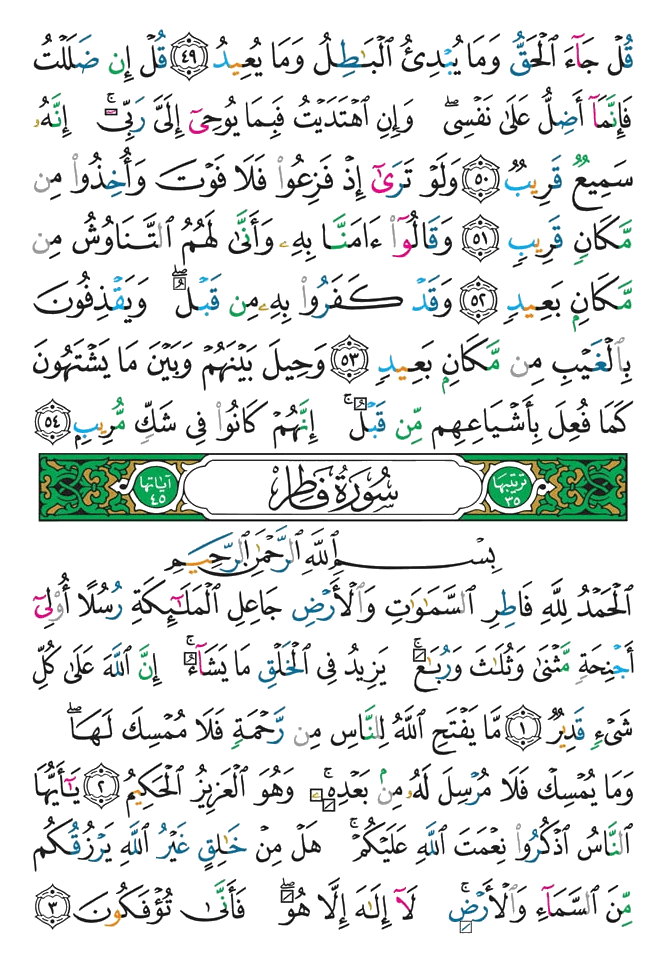 قُلۡ جَآءَ ٱلۡحَقُّ وَمَا يُبۡدِئُ ٱلۡبَٰطِلُ وَمَا يُعِيدُ ٤٩ قُلۡ إِن ضَلَلۡتُ
فَإِنَّمَآ أَضِلُّ عَلَىٰ نَفۡسِيۖ وَإِنِ ٱهۡتَدَيۡتُ فَبِمَا يُوحِيٓ إِلَيَّ رَبِّيٓۚ إِنَّهُۥ
سَمِيعٞ قَرِيبٞ ٥٠ وَلَوۡ تَرَىٰٓ إِذۡ فَزِعُواْ فَلَا فَوۡتَ وَأُخِذُواْ مِن
مَّكَانٖ قَرِيبٖ ٥١ وَقَالُوٓاْ ءَامَنَّا بِهِۦ وَأَنَّىٰ لَهُمُ ٱلتَّنَاوُشُ مِن
مَّكَانِۭ بَعِيدٖ ٥٢ وَقَدۡ كَفَرُواْ بِهِۦ مِن قَبۡلُۖ وَيَقۡذِفُونَ
بِٱلۡغَيۡبِ مِن مَّكَانِۭ بَعِيدٖ ٥٣ وَحِيلَ بَيۡنَهُمۡ وَبَيۡنَ مَا يَشۡتَهُونَ
كَمَا فُعِلَ بِأَشۡيَاعِهِم مِّن قَبۡلُۚ إِنَّهُمۡ كَانُواْ فِي شَكّٖ مُّرِيبِۭ ٥٤
ترتيبها ٣٥ سُورَةُ فَاطِرٍ آياتها ٤٥
بِسۡمِ ٱللَّهِ ٱلرَّحۡمَٰنِ ٱلرَّحِيمِ
ٱلۡحَمۡدُ لِلَّهِ فَاطِرِ ٱلسَّمَٰوَٰتِ وَٱلۡأَرۡضِ جَاعِلِ ٱلۡمَلَٰٓئِكَةِ رُسُلًا أُوْلِيٓ
أَجۡنِحَةٖ مَّثۡنَىٰ وَثُلَٰثَ وَرُبَٰعَۚ يَزِيدُ فِي ٱلۡخَلۡقِ مَا يَشَآءُۚ إِنَّ ٱللَّهَ عَلَىٰ كُلِّ
شَيۡءٖ قَدِيرٞ ١ مَّا يَفۡتَحِ ٱللَّهُ لِلنَّاسِ مِن رَّحۡمَةٖ فَلَا مُمۡسِكَ لَهَاۖ
وَمَا يُمۡسِكۡ فَلَا مُرۡسِلَ لَهُۥ مِنۢ بَعۡدِهِۦۚ وَهُوَ ٱلۡعَزِيزُ ٱلۡحَكِيمُ ٢ يَٰٓأَيُّهَا
ٱلنَّاسُ ٱذۡكُرُواْ نِعۡمَتَ ٱللَّهِ عَلَيۡكُمۡۚ هَلۡ مِنۡ خَٰلِقٍ غَيۡرُ ٱللَّهِ يَرۡزُقُكُم
مِّنَ ٱلسَّمَآءِ وَٱلۡأَرۡضِۚ لَآ إِلَٰهَ إِلَّا هُوَۖ فَأَنَّىٰ تُؤۡفَكُونَ ٣